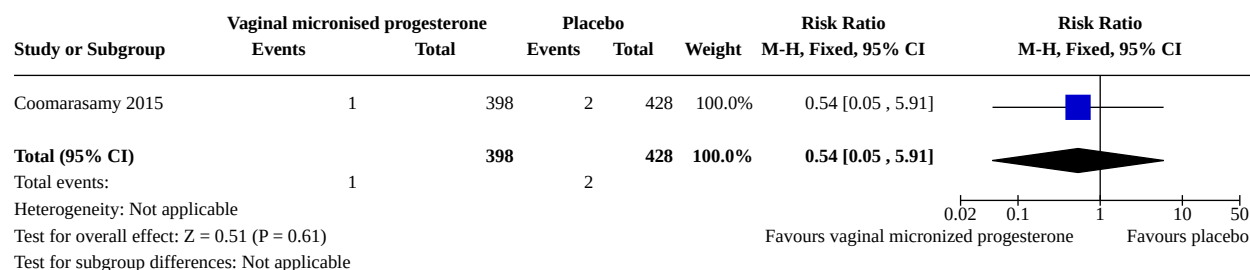 Vaginal micronised progesterone Placebo Risk Ratio Risk Ratio
Study or Subgroup Events Total Events Total Weight M-H, Fixed, 95% CI M-H, Fixed, 95% CI
Coomarasamy 2015 1 398 2 428 100.0% 0.54 [0.05 , 5.91]
Total (95% CI) 398 428 100.0% 0.54 [0.05 , 5.91]
Total events: 1 2
Heterogeneity: Not applicable
0.02 0.1 1 10 50
Test for overall effect: Z = 0.51 (P = 0.61) Favours vaginal micronized progesterone Favours placebo
Test for subgroup differences: Not applicable